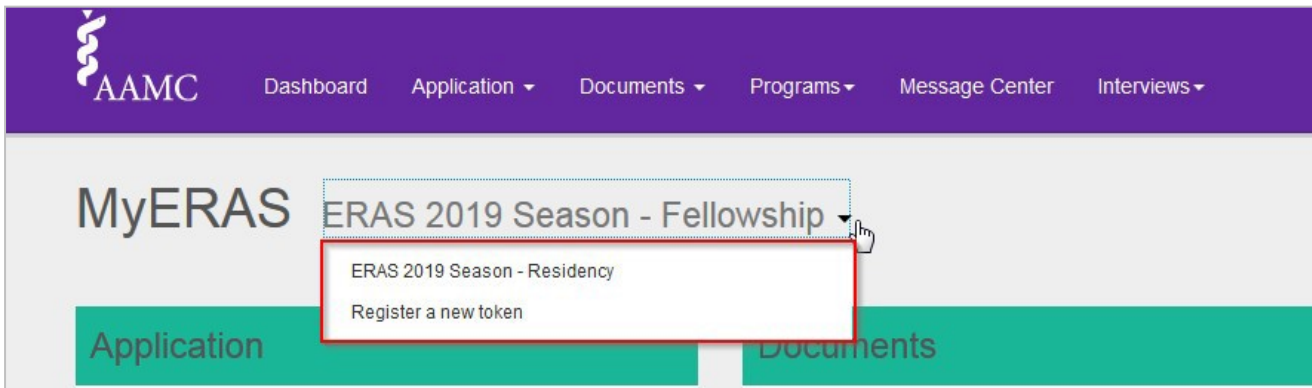 AAMC
Dashboard Application Documents Programs Message Center Interviews
MyERAS ERAS 2019 Season - Fellowship
ERAS 2019 Season - Residency
Register a new token
Application Documents